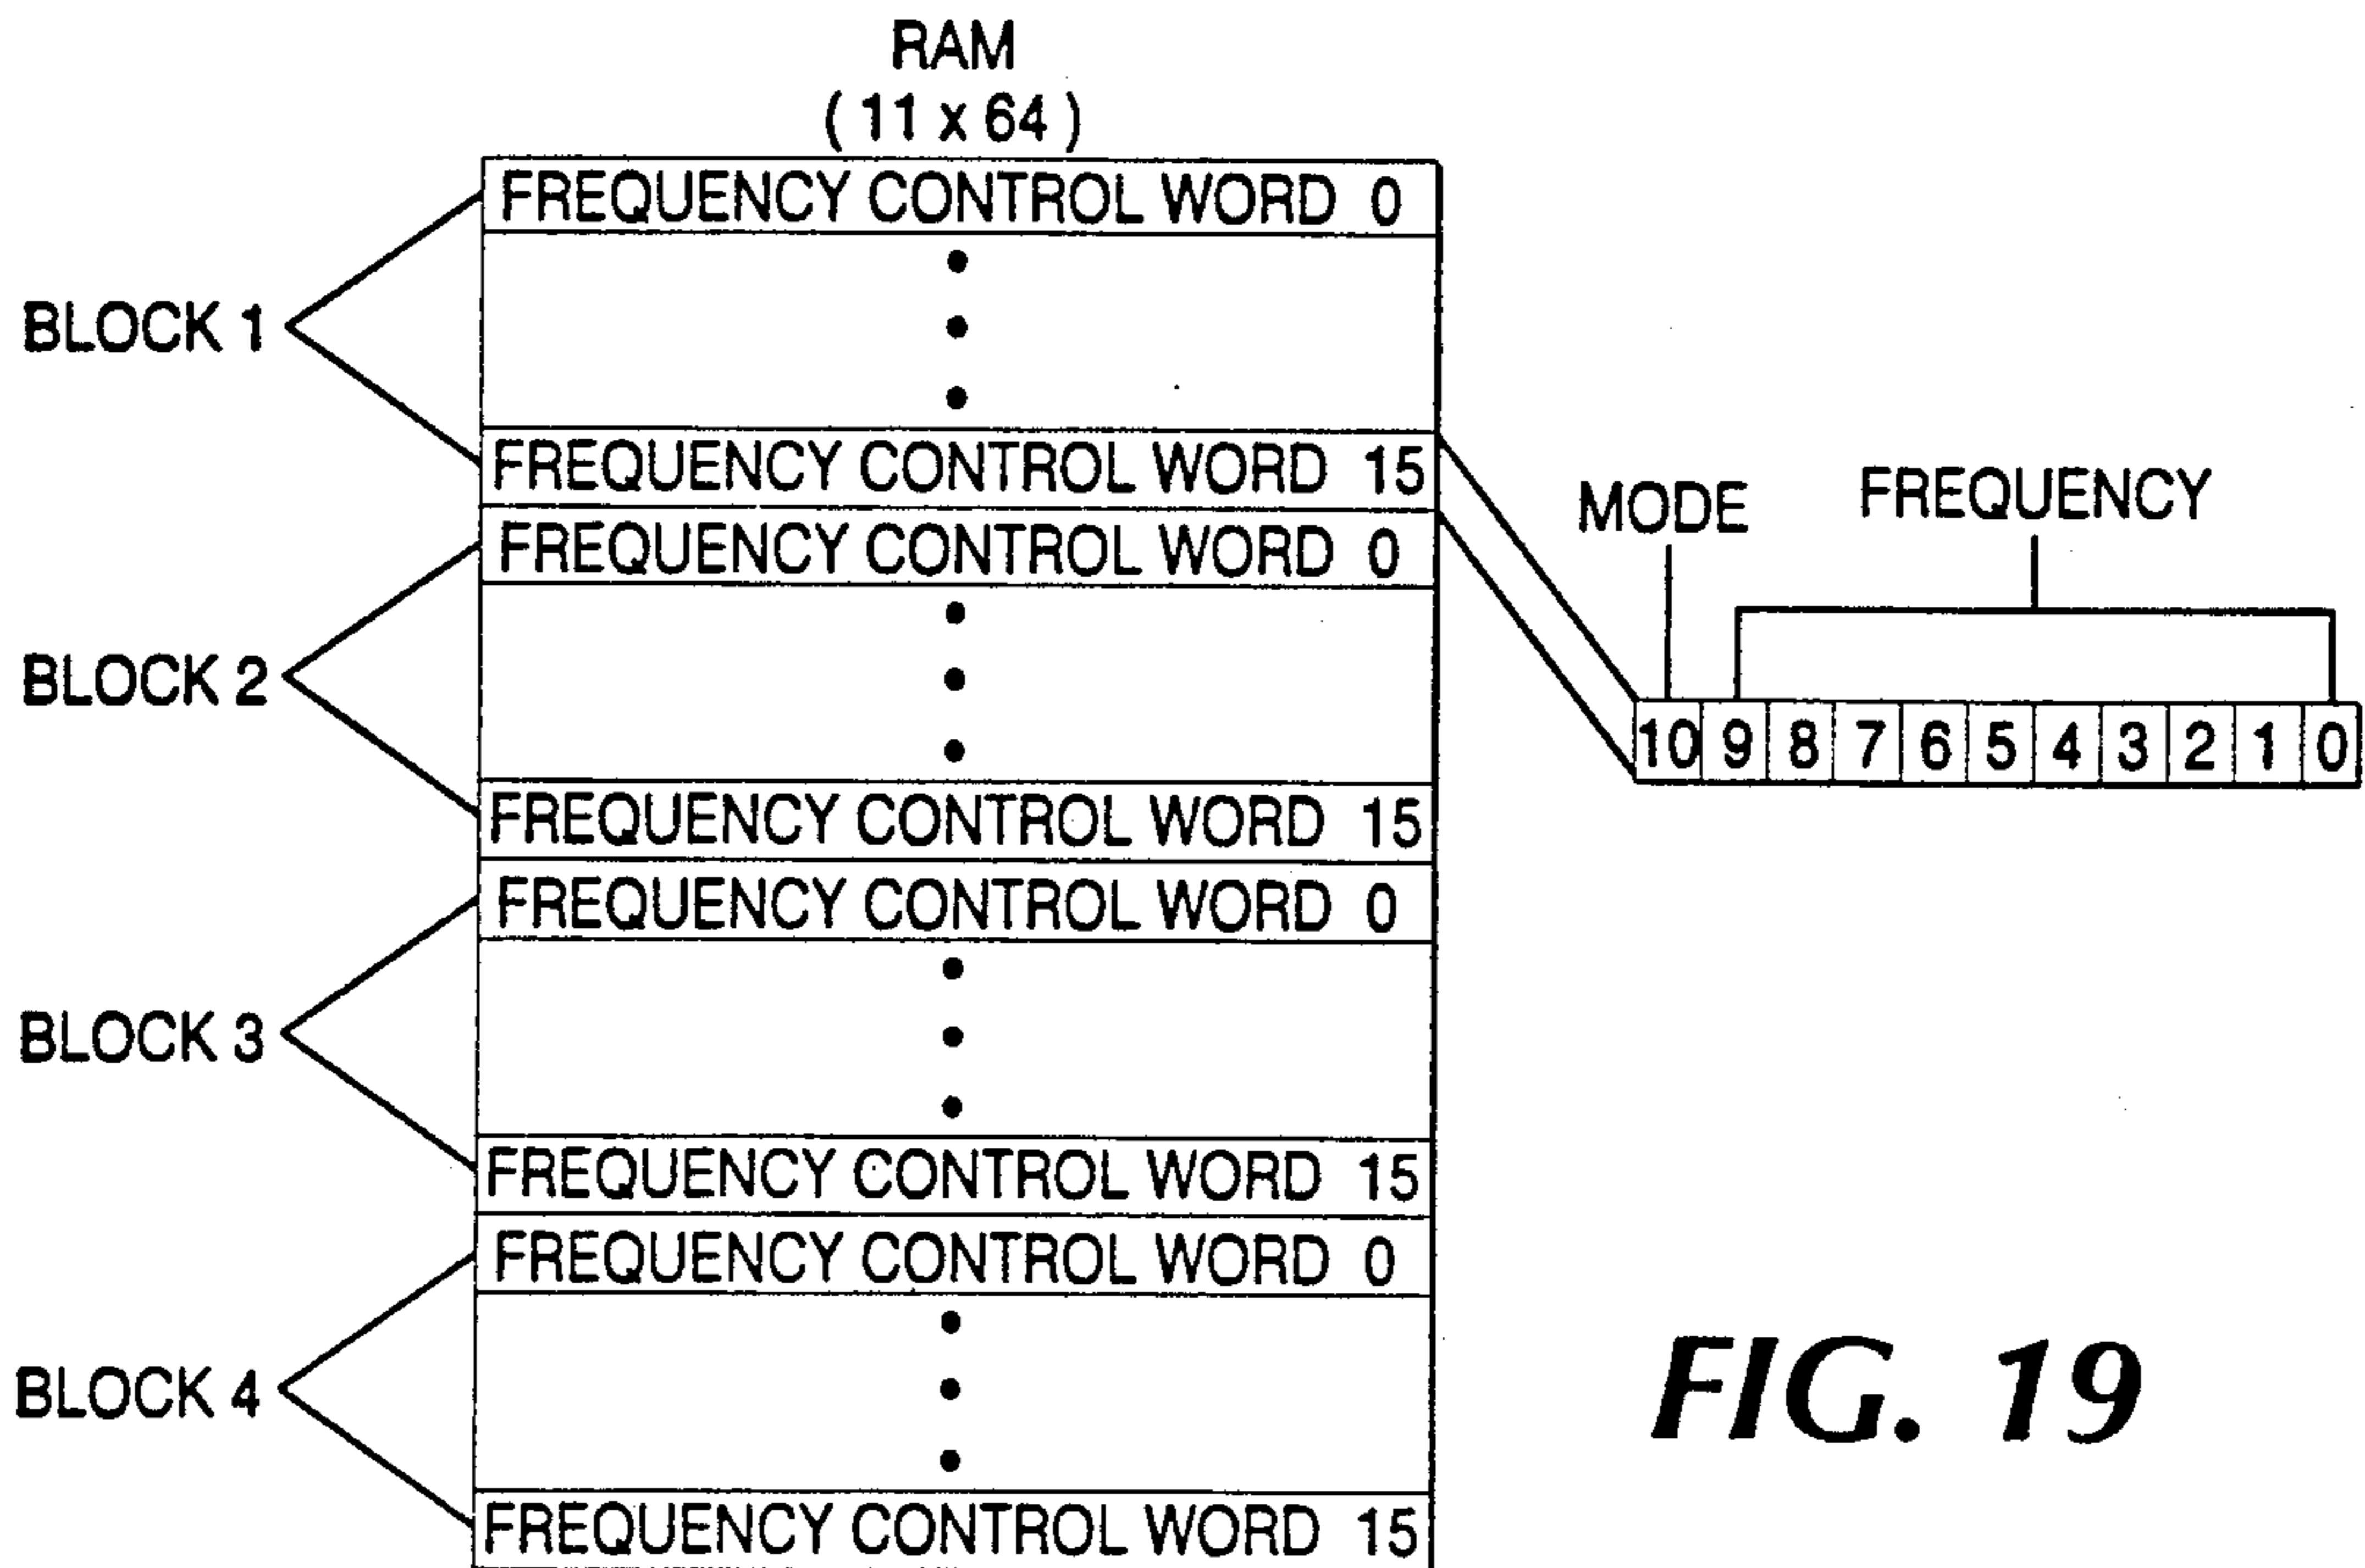 RAM
( 11 x 64 )
FREQUENCY CONTROL WORD 0
BLOCK 1
FREQUENCY CONTROL WORD 15
FREQUENCY CONTROL WORD 0
BLOCK 2
FREQUENCY CONTROL WORD 15
FREQUENCY CONTROL WORD 0
BLOCK 3
FREQUENCY CONTROL WORD 15
FREQUENCY CONTROL WORD 0
BLOCK 4
FREQUENCY CONTROL WORD 15
MODE
FREQUENCY
10 9 8 7 6 5 4 3 2 1 0
FIG. 19